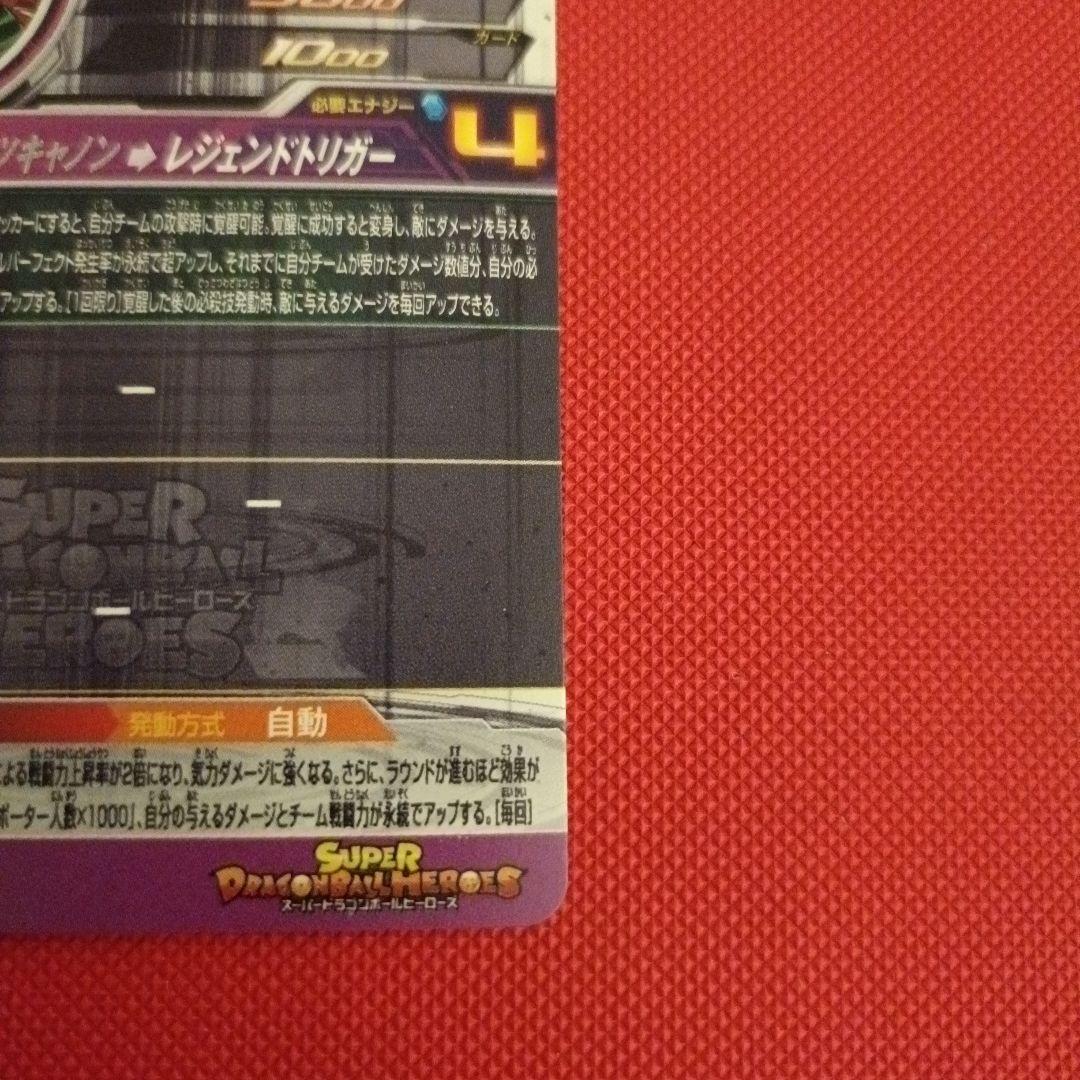 3000
1000
カード
必要エナジー 4
ツキャノン➡レジェンドトリガー
ッカーにすると、自分チームの攻撃時に覚醒可能。覚醒に成功すると変身し、敵にダメージを与える。
パーフェクト発生率が永続で超アップし、それまでに自分チームが受けたダメージ数値分、自分の必
アップする。[1回限り]覚醒した後の必殺技発動時、敵に与えるダメージを毎回アップできる。
SUPER
DRAGON BALL
ドラゴンボールヒーローズ
HEROES
発動方式 自動
よる戦闘力上昇率が2倍になり、気力ダメージに強くなる。さらに、ラウンドが進むほど効果が
ポーター人数×1000」、自分の与えるダメージとチーム戦闘力が永続でアップする。[毎回]
SUPER
DRAGONBALL HEROES
スーパードラゴンボールヒーローズ